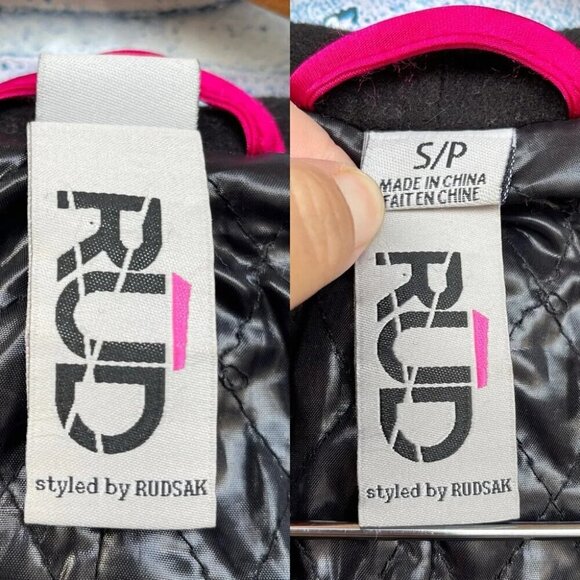 RUD
styled by RUDSAK
S/P
MADE IN CHINA
FAIT EN CHINE
RUD
styled by RUDSAK